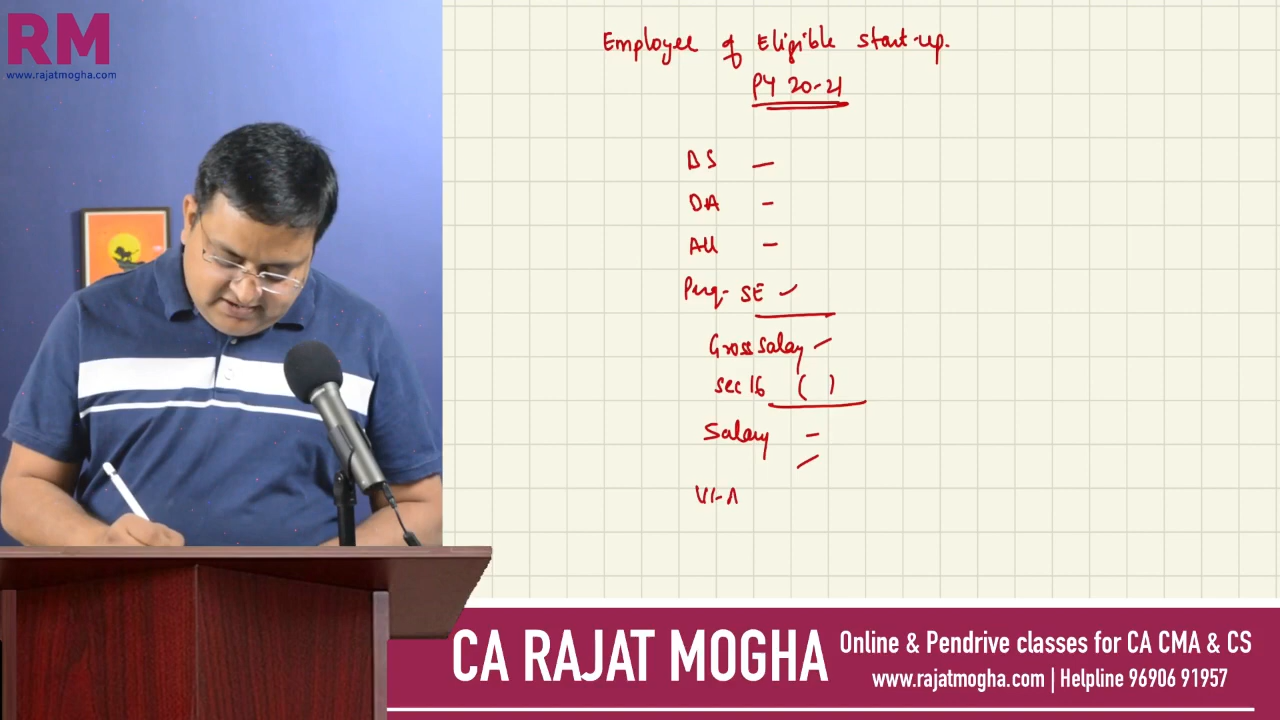 RM
www.rajatmogha.com
Employee of Eligible Start-up.
PY 20-21
BS —
DA -
All -
Perq- SE
Gross Salary
Sec 16 ( )
Salary -
VI-A
CA RAJAT MOGHA
Online & Pendrive classes for CA CMA & CS
www.rajatmogha.com | Helpline 96906 91957